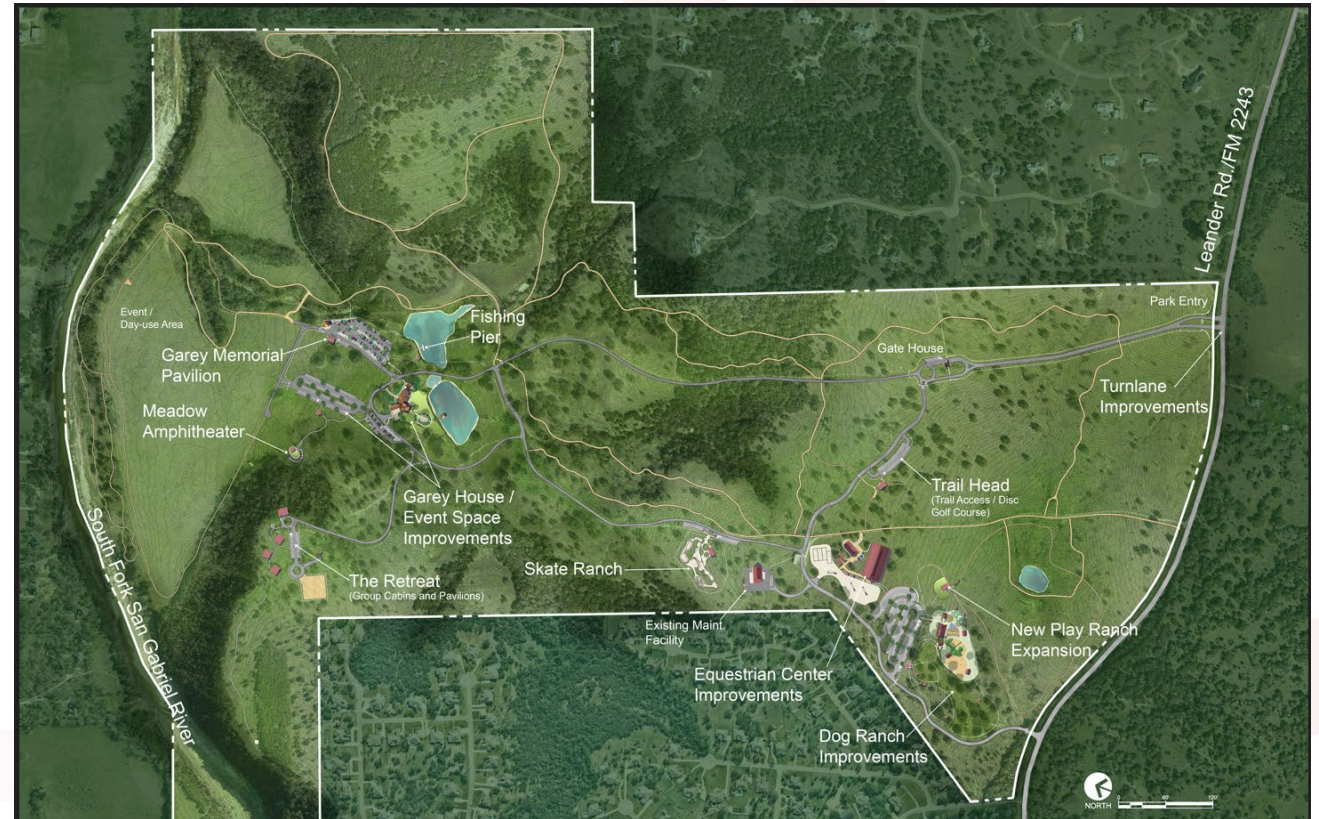 Leander Rd./FM 2243
Park Entry
Event /
Day-use Area
Fishing
Pier
Garey Memorial
Pavilion
Gate House
Turnlane
Improvements
Meadow
Amphitheater
Garey House /
Event Space
Improvements
Trail Head
(Trail Access / Disc
Golf Course)
South Fork San Gabriel River
Skate Ranch
The Retreat
(Group Cabins and Pavilions)
Existing Maint.
Facility
New Play Ranch
Expansion
Equestrian Center
Improvements
Dog Ranch
Improvements
NORTH
0 60' 120'